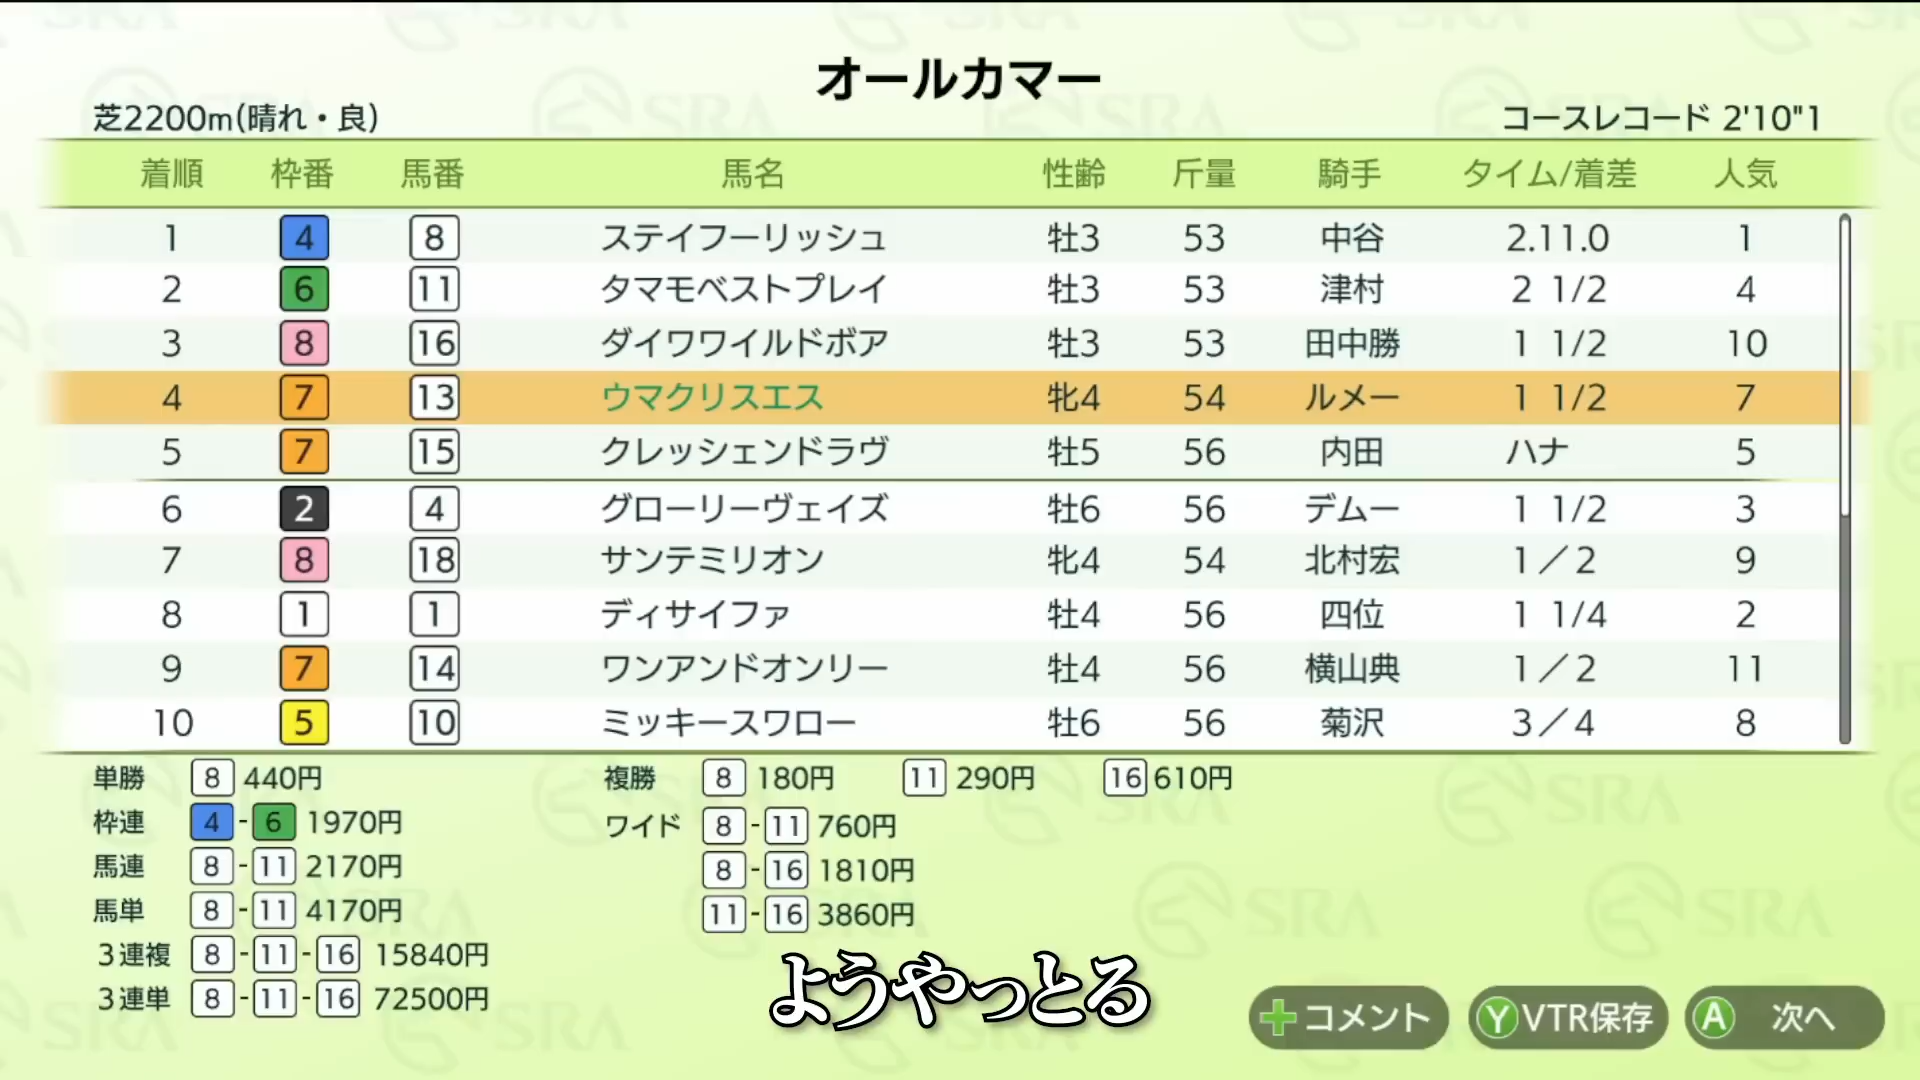 オールカマー
芝2200m(晴れ・良)
コースレコード 2'10"1
着順 枠番 馬番 馬名 性齢 斤量 騎手 タイム/着差 人気
1 4 8 ステイフーリッシュ 牡3 53 中谷 2.11.0 1
2 6 11 タマモベストプレイ 牡3 53 津村 2 1/2 4
3 8 16 ダイワワイルドボア 牡3 53 田中勝 1 1/2 10
4 7 13 ウマクリスエス 牝4 54 ルメー 1 1/2 7
5 7 15 クレッシェンドラヴ 牡5 56 内田 ハナ 5
6 2 4 グローリーヴェイズ 牡6 56 デムー 1 1/2 3
7 8 18 サンテミリオン 牝4 54 北村宏 1／2 9
8 1 1 ディサイファ 牡4 56 四位 1 1/4 2
9 7 14 ワンアンドオンリー 牡4 56 横山典 1／2 11
10 5 10 ミッキースワロー 牡6 56 菊沢 3／4 8
単勝 8 440円
枠連 4-6 1970円
馬連 8-11 2170円
馬単 8-11 4170円
3連複 8-11-16 15840円
3連単 8-11-16 72500円
複勝 8 180円 11 290円 16 610円
ワイド 8-11 760円
8-16 1810円
11-16 3860円
ようやっとる
コメント
Y VTR保存
A 次へ
SRA